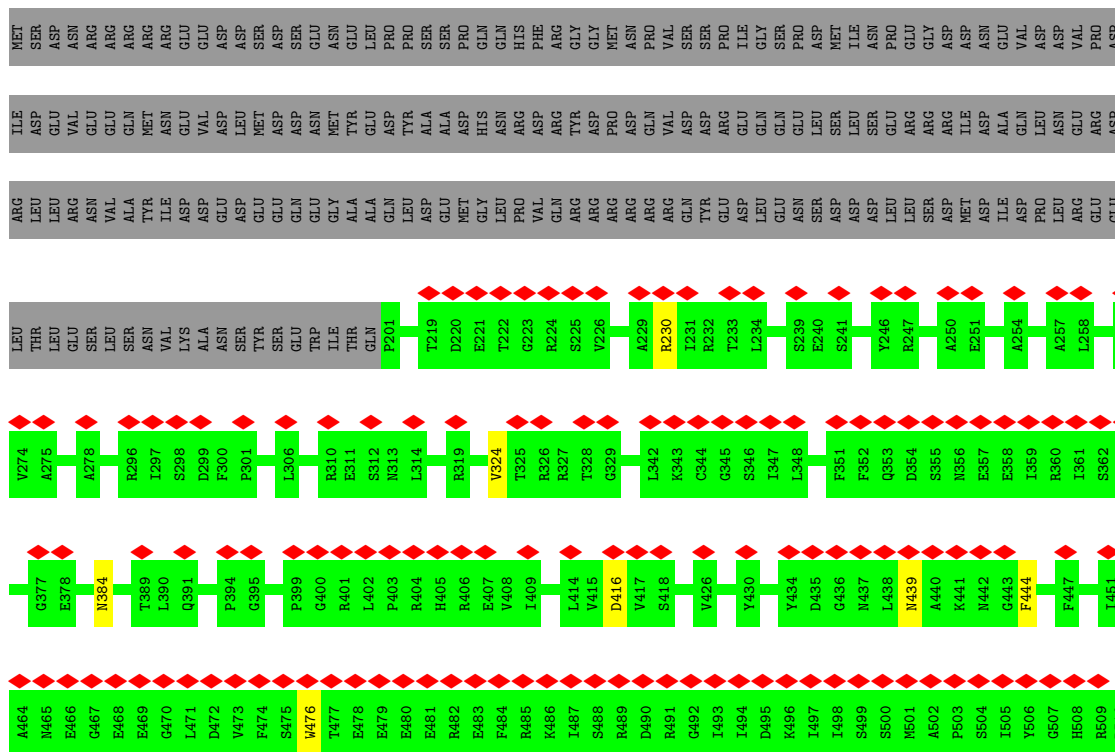 MET SER ASP ASN ARG ARG ARG ARG ARG GLU GLU ASP ASP SER ASP SER GLU ASN GLU LEU PRO PRO SER SER PRO GLN GLN HIS PHE ARG GLY GLY MET ASN PRO VAL SER SER PRO ILE GLY SER PRO ASP MET ILE ASN PRO GLU GLY ASP ASP ASN GLU VAL ASP ASP VAL PRO ASP
ILE ASP GLU VAL GLU GLU GLN MET ASN GLU VAL ASP LEU MET ASP ASP ASN MET TYR GLU ASP TYR ALA ALA ASP HIS ASN ARG ASP ARG TYR ASP PRO ASP GLN VAL ASP ASP ARG GLU GLN GLN GLU LEU SER LEU SER GLU ARG ARG ARG ILE ASP ALA GLN LEU ASN GLU ARG ASP
ARG LEU LEU ARG ASN VAL ALA TYR ILE ASP ASP GLU ASP GLU GLU GLN GLU GLY ALA ALA GLN LEU ASP GLU MET GLY LEU PRO VAL GLN ARG ARG ARG ARG ARG ARG GLN TYR GLU ASP LEU GLU ASN SER ASP ASP ASP LEU LEU SER ASP MET ASP ILE ASP PRO LEU ARG GLU GLU
LEU THR LEU GLU SER LEU SER ASN VAL LYS ALA ASN SER TYR SER GLU TRP ILE THR GLN P201 T219 D220 E221 T222 G223 R224 S225 V226 A229 R230 I231 R232 T233 L234 S239 E240 S241 Y246 R247 A250 E251 A254 A257 L258
V274 A275 A278 R296 I297 S298 D299 F300 P301 L306 R310 E311 S312 N313 L314 R319 V324 T325 R326 R327 T328 G329 L342 K343 C344 G345 S346 I347 L348 F351 F352 Q353 D354 S355 N356 E357 E358 I359 R360 I361 S362
G377 E378 N384 T389 L390 Q391 P394 G395 P399 G400 R401 L402 P403 R404 H405 R406 E407 V408 I409 L414 V415 D416 V417 S418 V426 Y430 Y434 D435 G436 N437 L438 N439 A440 K441 N442 G443 F444 F447 I451
A464 N465 E466 G467 E468 E469 G470 L471 D472 V473 F474 S475 W476 T477 E478 E479 E480 E481 R482 E483 F484 R485 K486 I487 S488 R489 D490 R491 G492 I493 I494 D495 K496 I497 I498 S499 S500 M501 A502 P503 S504 I505 Y506 G507 H508 R509